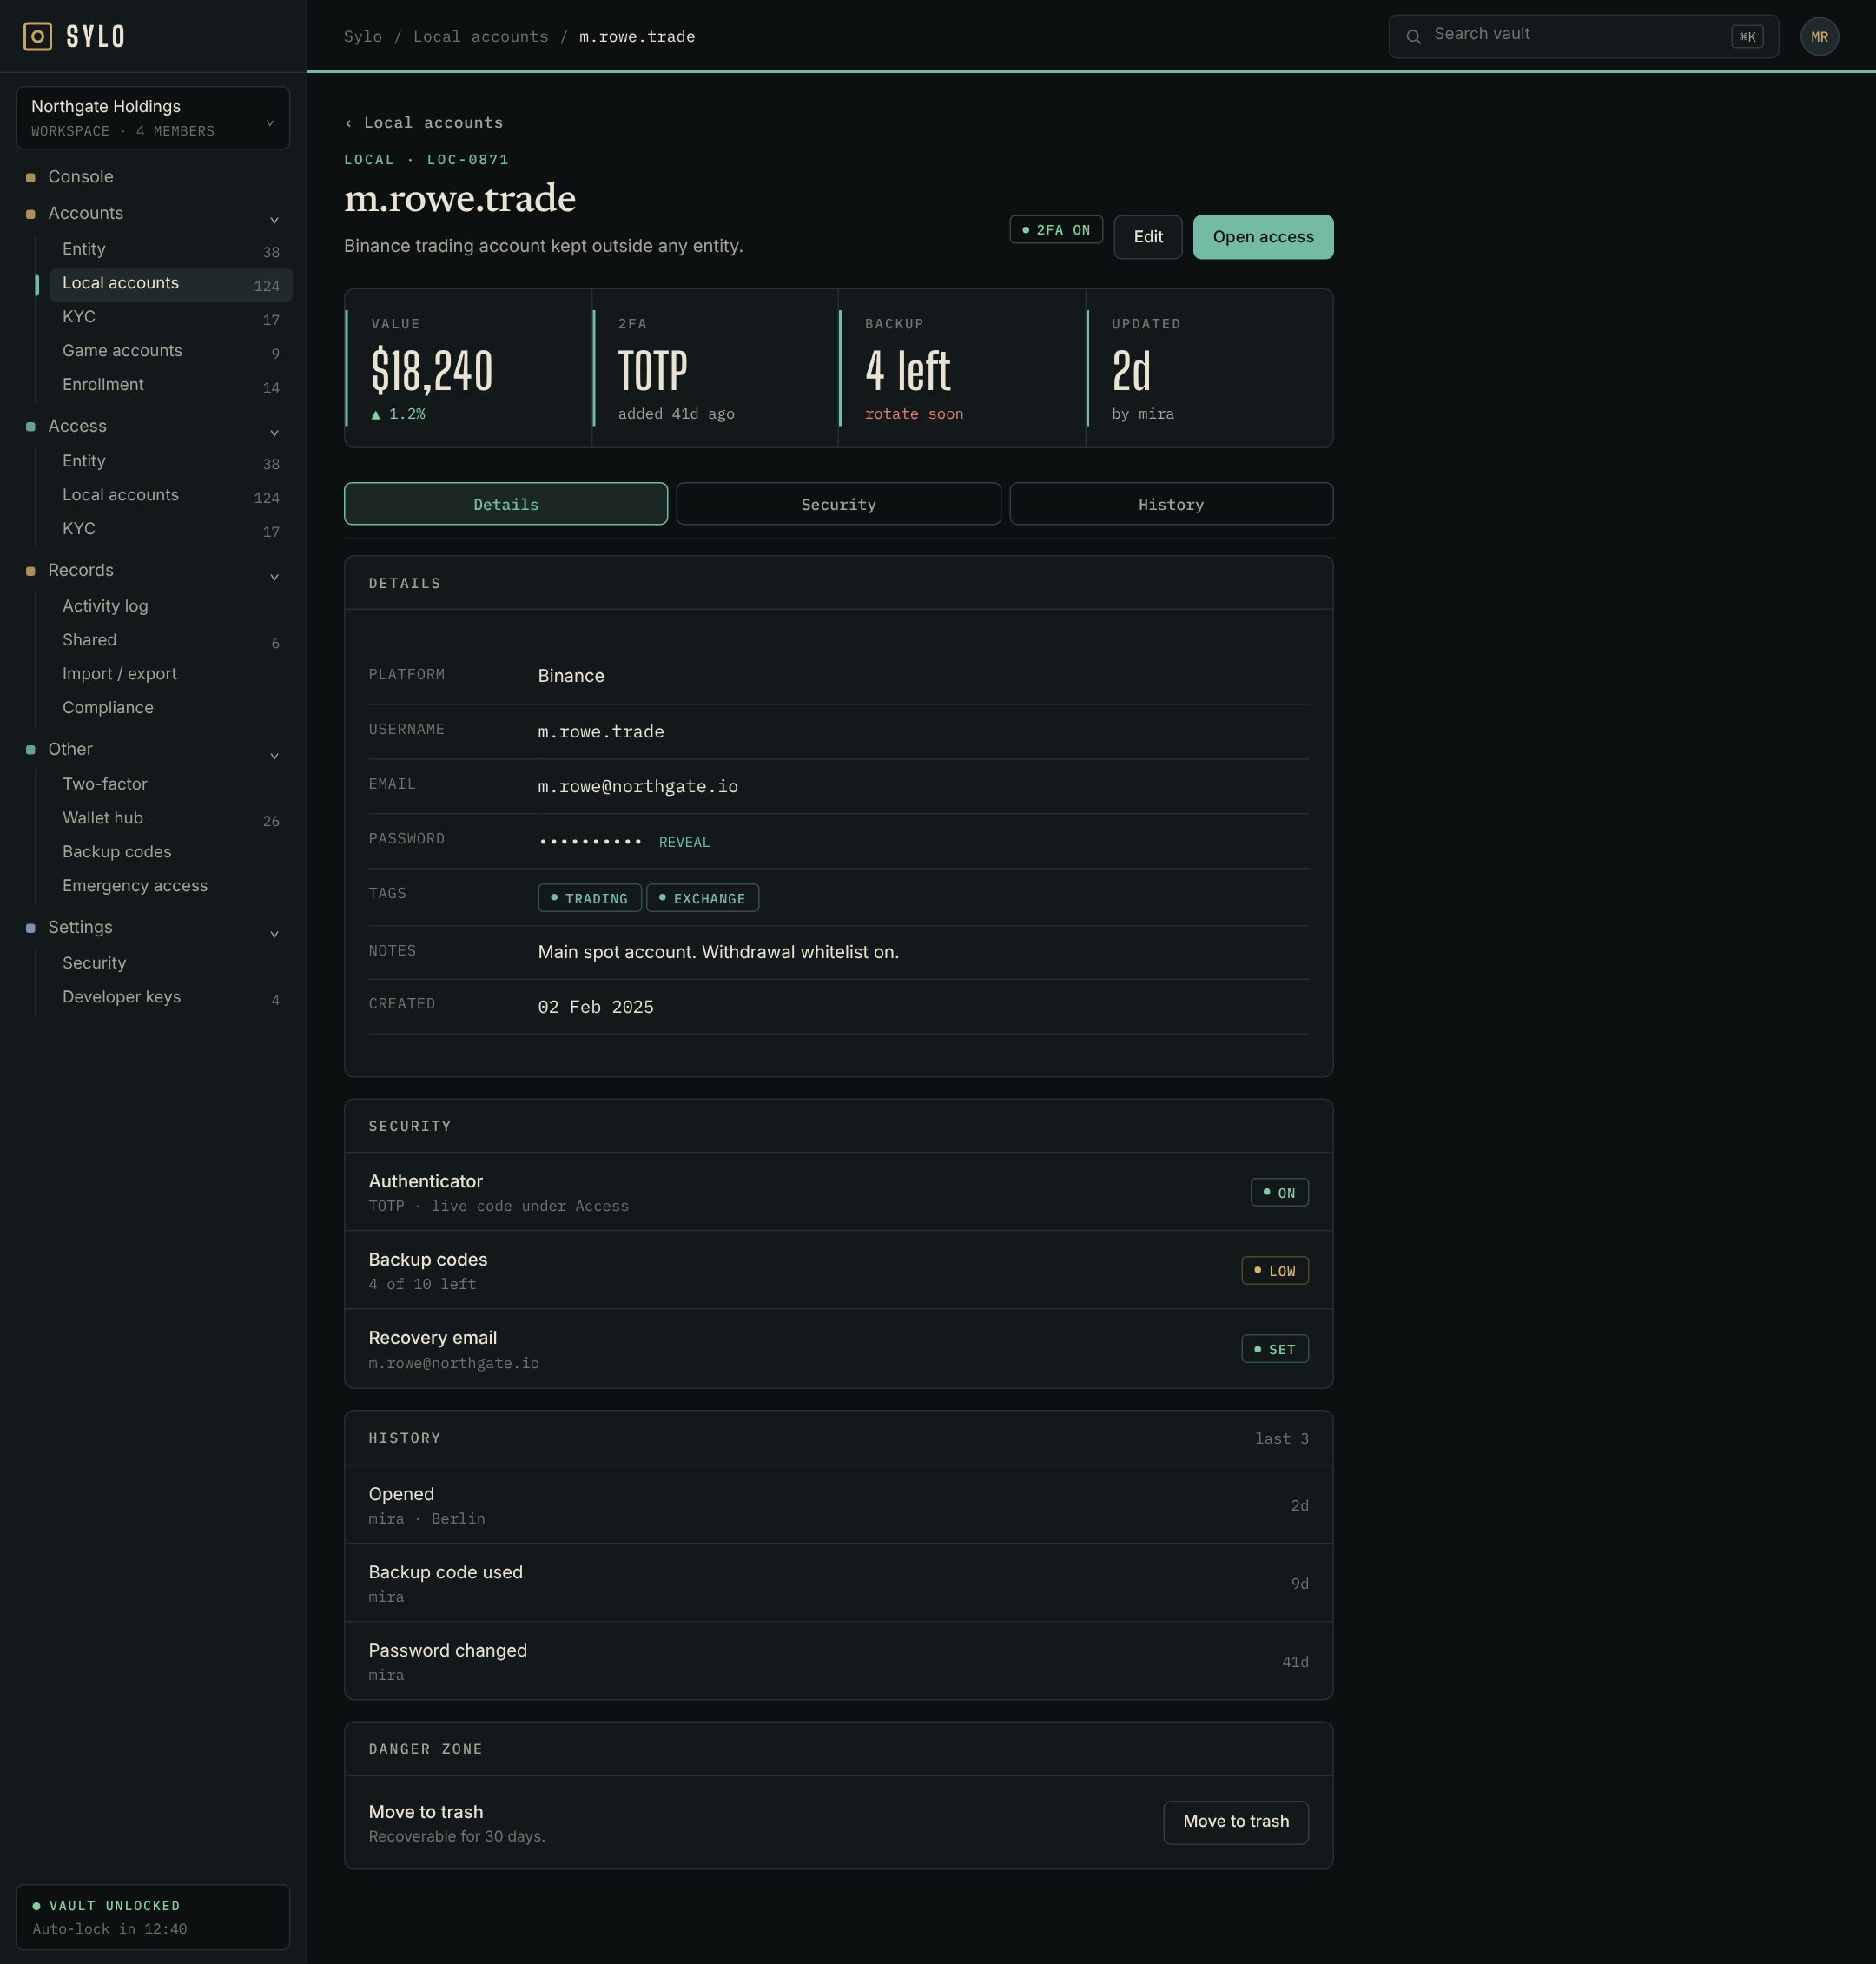 SYLO
Northgate Holdings
WORKSPACE · 4 MEMBERS
Console
Accounts
Entity 38
Local accounts 124
KYC 17
Game accounts 9
Enrollment 14
Access
Entity 38
Local accounts 124
KYC 17
Records
Activity log
Shared 6
Import / export
Compliance
Other
Two-factor
Wallet hub 26
Backup codes
Emergency access
Settings
Security
Developer keys 4
VAULT UNLOCKED
Auto-lock in 12:40
Sylo / Local accounts / m.rowe.trade
Search vault ⌘K
MR
‹ Local accounts
LOCAL · LOC-0871
m.rowe.trade
Binance trading account kept outside any entity.
2FA ON
Edit
Open access
VALUE
$18,240
▲ 1.2%
2FA
TOTP
added 41d ago
BACKUP
4 left
rotate soon
UPDATED
2d
by mira
Details
Security
History
DETAILS
PLATFORM Binance
USERNAME m.rowe.trade
EMAIL m.rowe@northgate.io
PASSWORD •••••••••• REVEAL
TAGS TRADING EXCHANGE
NOTES Main spot account. Withdrawal whitelist on.
CREATED 02 Feb 2025
SECURITY
Authenticator
TOTP · live code under Access
ON
Backup codes
4 of 10 left
LOW
Recovery email
m.rowe@northgate.io
SET
HISTORY last 3
Opened
mira · Berlin
2d
Backup code used
mira
9d
Password changed
mira
41d
DANGER ZONE
Move to trash
Recoverable for 30 days.
Move to trash